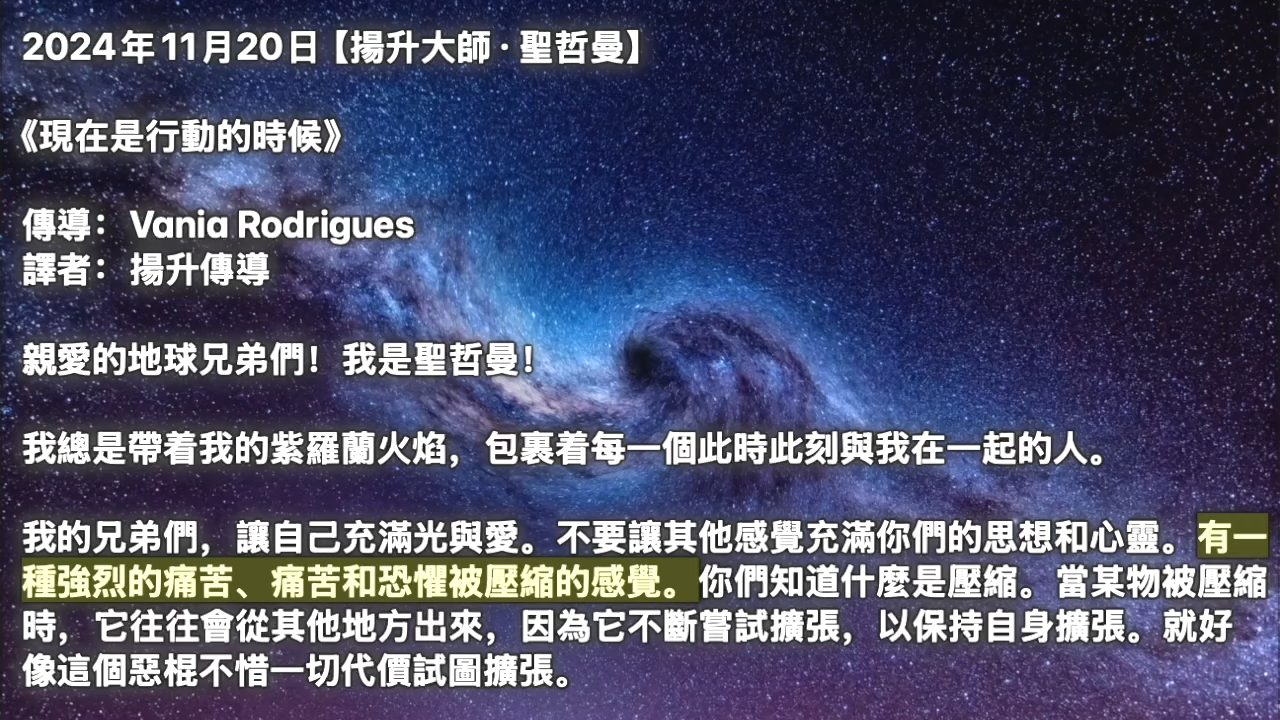 2024年11月20日【揚升大師 · 聖哲曼】
《現在是行動的時候》
傳導：Vania Rodrigues
譯者：揚升傳導
親愛的地球兄弟們！我是聖哲曼！
我總是帶着我的紫羅蘭火焰，包裹着每一個此時此刻與我在一起的人。
我的兄弟們，讓自己充滿光與愛。不要讓其他感覺充滿你們的思想和心靈。有一
種強烈的痛苦、痛苦和恐懼被壓縮的感覺。你們知道什麼是壓縮。當某物被壓縮
時，它往往會從其他地方出來，因為它不斷嘗試擴張，以保持自身擴張。就好
像這個惡棍不惜一切代價試圖擴張。